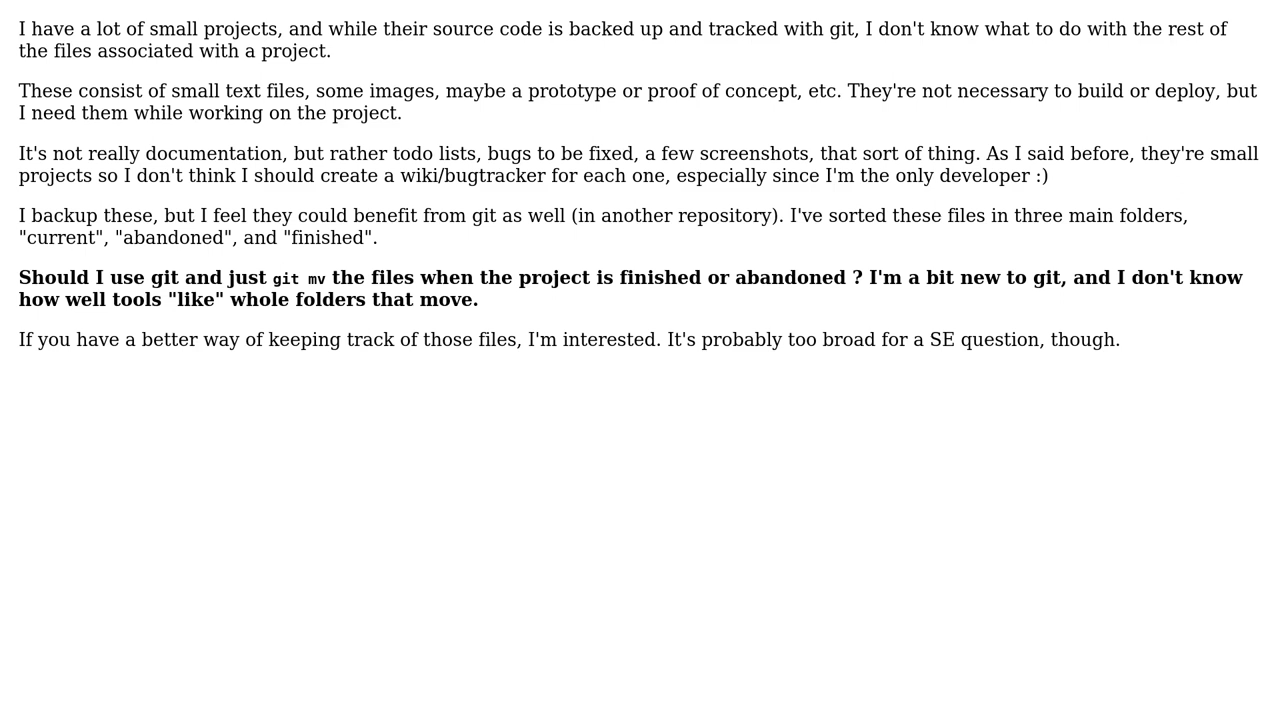 I have a lot of small projects, and while their source code is backed up and tracked with git, I don't know what to do with the rest of
the files associated with a project.
These consist of small text files, some images, maybe a prototype or proof of concept, etc. They're not necessary to build or deploy, but
I need them while working on the project.
It's not really documentation, but rather todo lists, bugs to be fixed, a few screenshots, that sort of thing. As I said before, they're small
projects so I don't think I should create a wiki/bugtracker for each one, especially since I'm the only developer :)
I backup these, but I feel they could benefit from git as well (in another repository). I've sorted these files in three main folders,
"current", "abandoned", and "finished".
Should I use git and just git mv the files when the project is finished or abandoned ? I'm a bit new to git, and I don't know
how well tools "like" whole folders that move.
If you have a better way of keeping track of those files, I'm interested. It's probably too broad for a SE question, though.